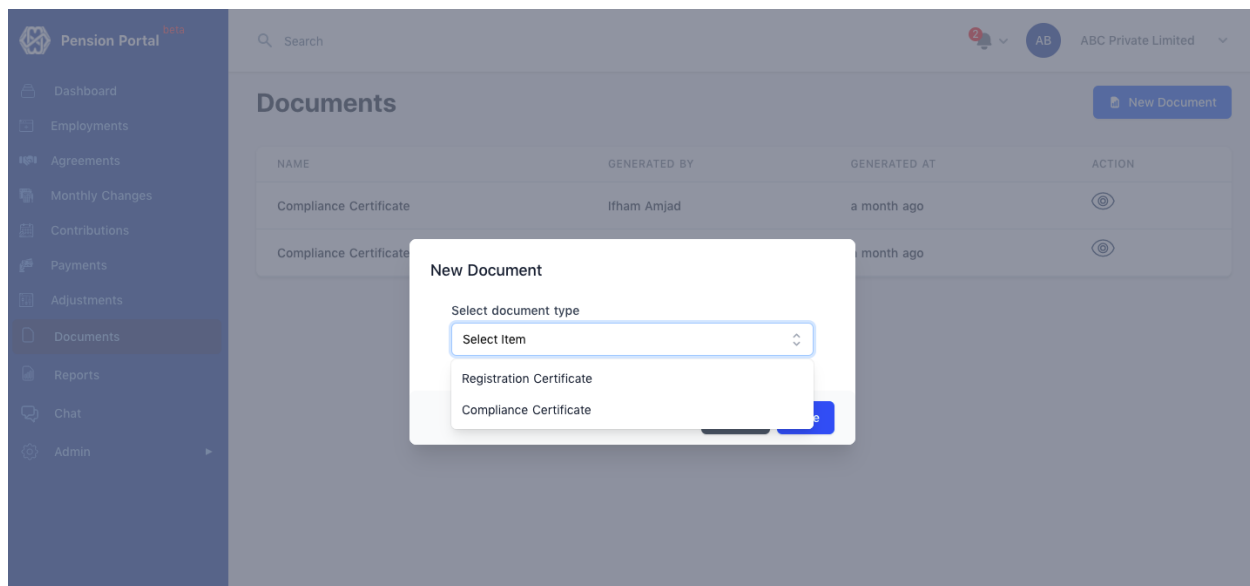 Pension Portal beta
Search
2
AB
ABC Private Limited
Dashboard
Employments
Agreements
Monthly Changes
Contributions
Payments
Adjustments
Documents
Reports
Chat
Admin
Documents
New Document
NAME GENERATED BY GENERATED AT ACTION
Compliance Certificate Ifham Amjad a month ago
Compliance Certificate month ago
New Document
Select document type
Select Item
Registration Certificate
Compliance Certificate